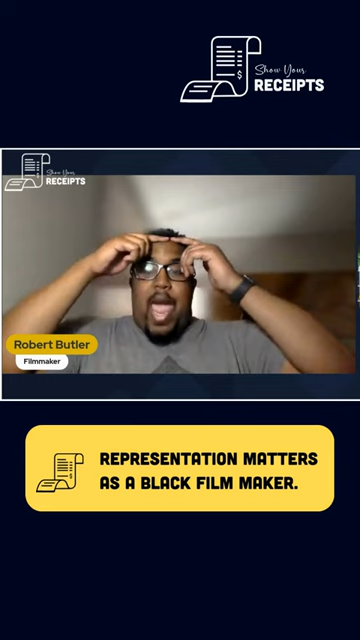 Show Your
RECEIPTS
$
Show Your
RECEIPTS
Robert Butler
Filmmaker
REPRESENTATION MATTERS
AS A BLACK FILM MAKER.